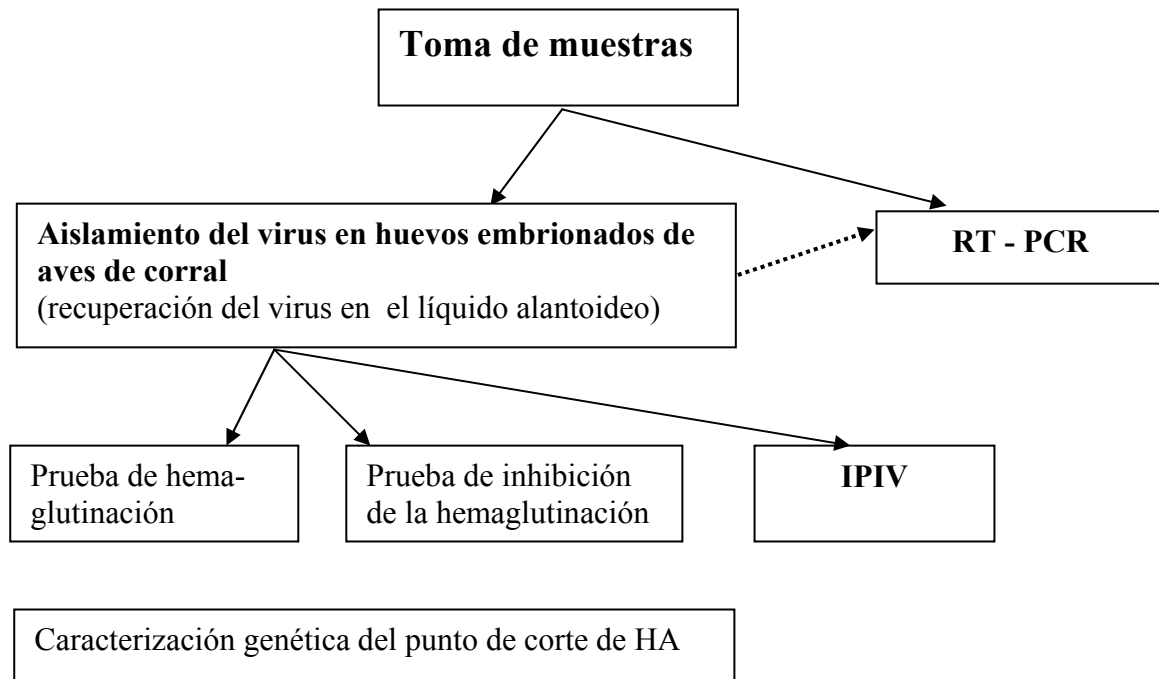 Toma de muestras
Aislamiento del virus en huevos embrionados de
aves de corral
(recuperación del virus en el líquido alantoideo)
RT - PCR
Prueba de hema-
glutinación
Prueba de inhibición
de la hemaglutinación
IPIV
Caracterización genética del punto de corte de HA